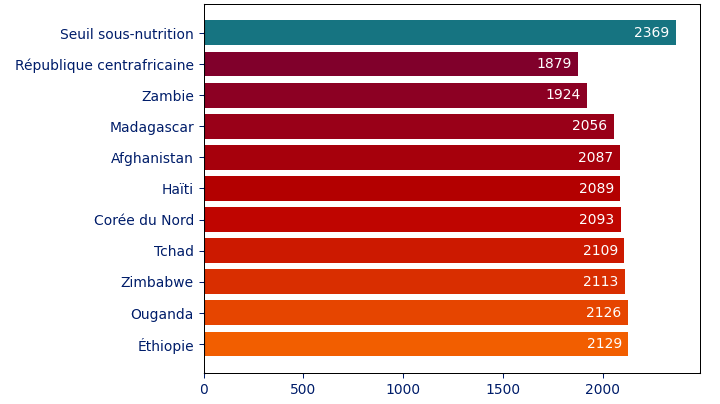 Seuil sous-nutrition 2369
République centrafricaine 1879
Zambie 1924
Madagascar 2056
Afghanistan 2087
Haïti 2089
Corée du Nord 2093
Tchad 2109
Zimbabwe 2113
Ouganda 2126
Éthiopie 2129
0 500 1000 1500 2000